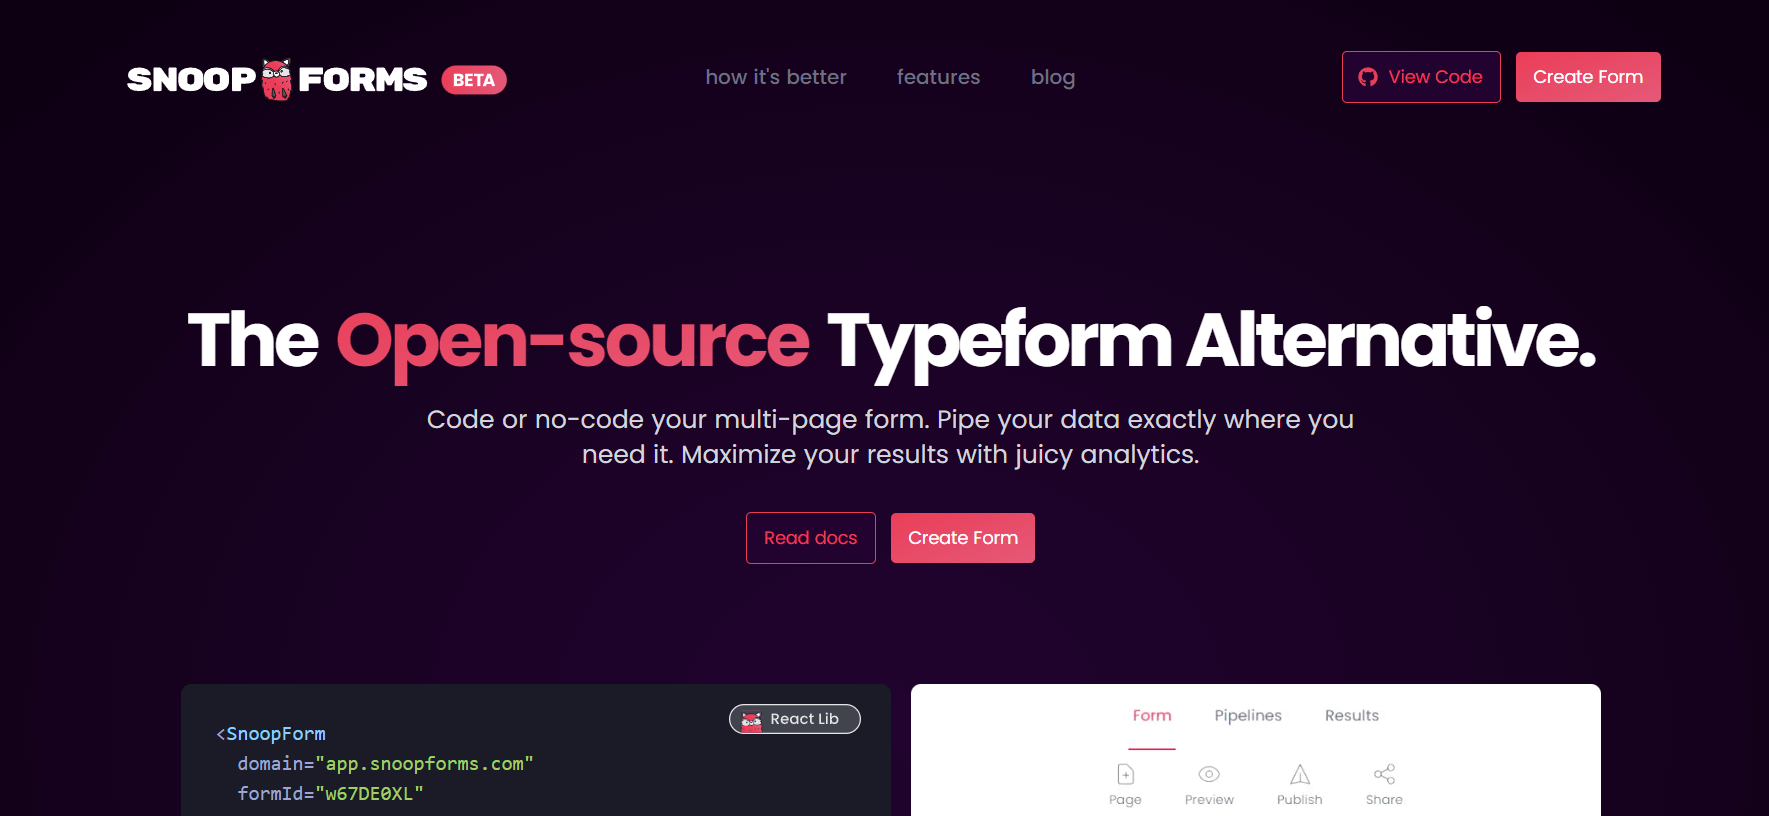 SNOOP FORMS BETA
how it's better features blog
View Code Create Form
The Open-source Typeform Alternative.
Code or no-code your multi-page form. Pipe your data exactly where you
need it. Maximize your results with juicy analytics.
Read docs Create Form
React Lib
<SnoopForm
domain="app.snoopforms.com"
formId="w67DE0XL"
Form Pipelines Results
Page Preview Publish Share